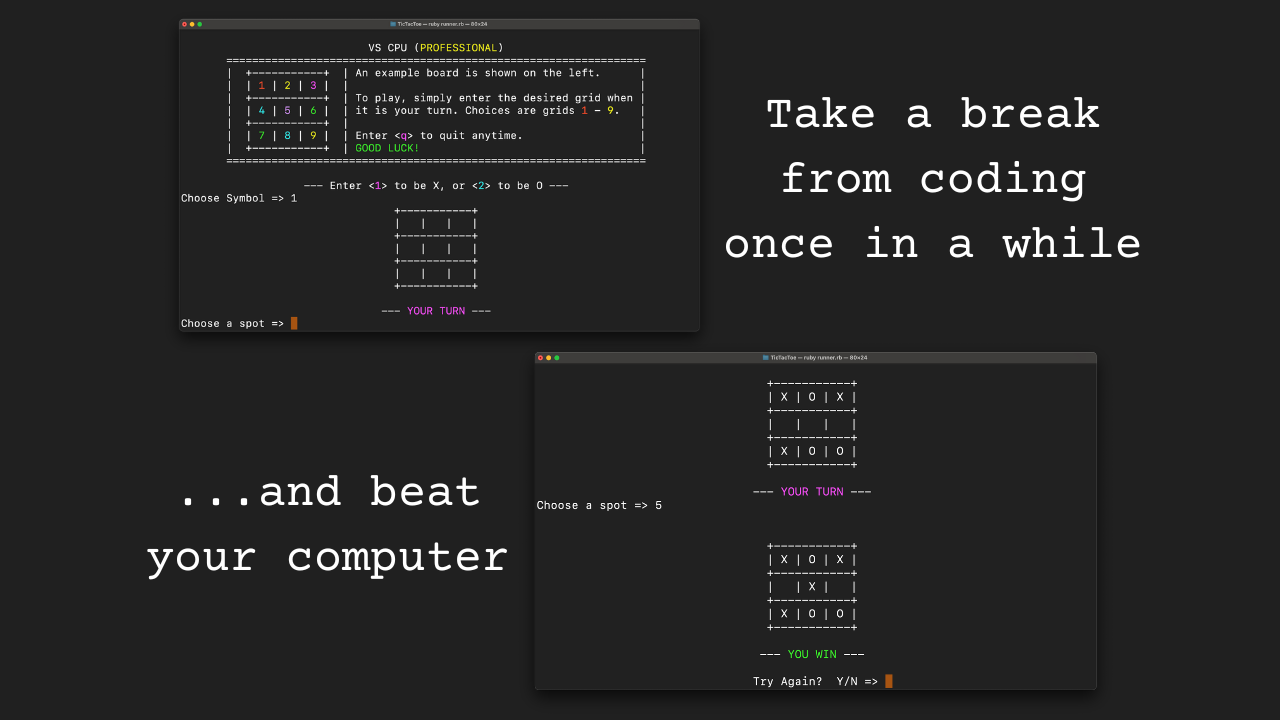 TicTacToe — ruby runner.rb — 80×24
VS CPU (PROFESSIONAL)
=================================================================
|  +-----------+  | An example board is shown on the left.      |
|  | 1 | 2 | 3 |  |                                             |
|  +-----------+  | To play, simply enter the desired grid when |
|  | 4 | 5 | 6 |  | it is your turn. Choices are grids 1 - 9.   |
|  +-----------+  |                                             |
|  | 7 | 8 | 9 |  | Enter <q> to quit anytime.                  |
|  +-----------+  | GOOD LUCK!                                  |
=================================================================
--- Enter <1> to be X, or <2> to be O ---
Choose Symbol => 1
+-----------+
|   |   |   |
+-----------+
|   |   |   |
+-----------+
|   |   |   |
+-----------+
--- YOUR TURN ---
Choose a spot =>
Take a break
from coding
once in a while
...and beat
your computer
TicTacToe — ruby runner.rb — 80×24
+-----------+
| X | O | X |
+-----------+
|   |   |   |
+-----------+
| X | O | O |
+-----------+
--- YOUR TURN ---
Choose a spot => 5
+-----------+
| X | O | X |
+-----------+
|   | X |   |
+-----------+
| X | O | O |
+-----------+
--- YOU WIN ---
Try Again?  Y/N =>